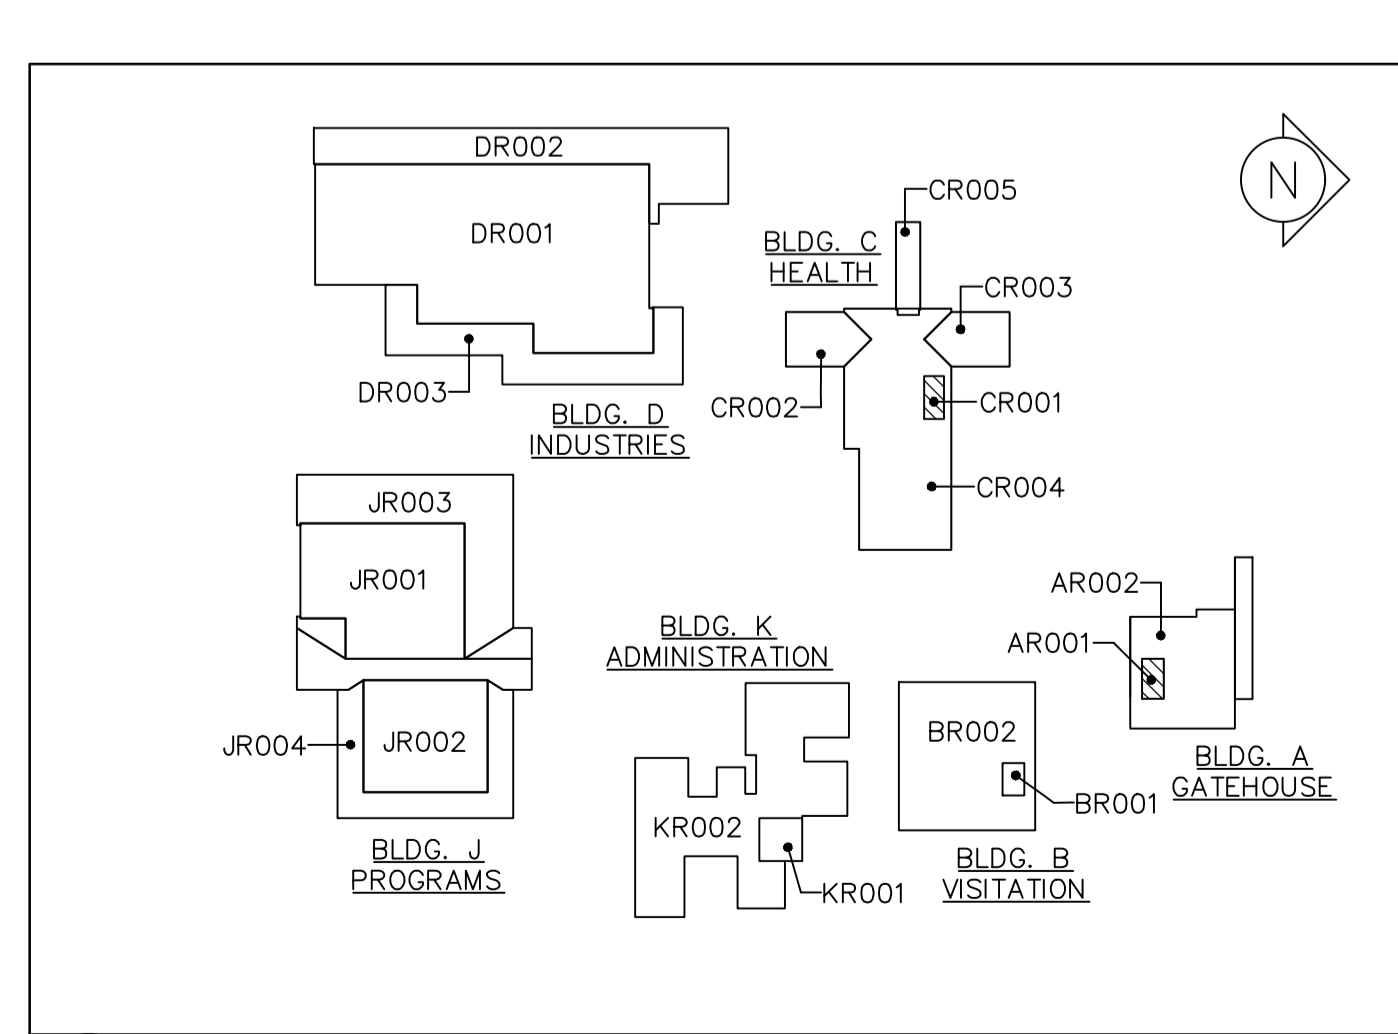 DR002
DR001
DR003
BLDG. D
INDUSTRIES
CR005
BLDG. C
HEALTH
CR003
CR002
CR001
CR004
N
JR003
JR001
JR004
JR002
BLDG. J
PROGRAMS
BLDG. K
ADMINISTRATION
KR002
KR001
BR002
BR001
BLDG. B
VISITATION
AR002
AR001
BLDG. A
GATEHOUSE